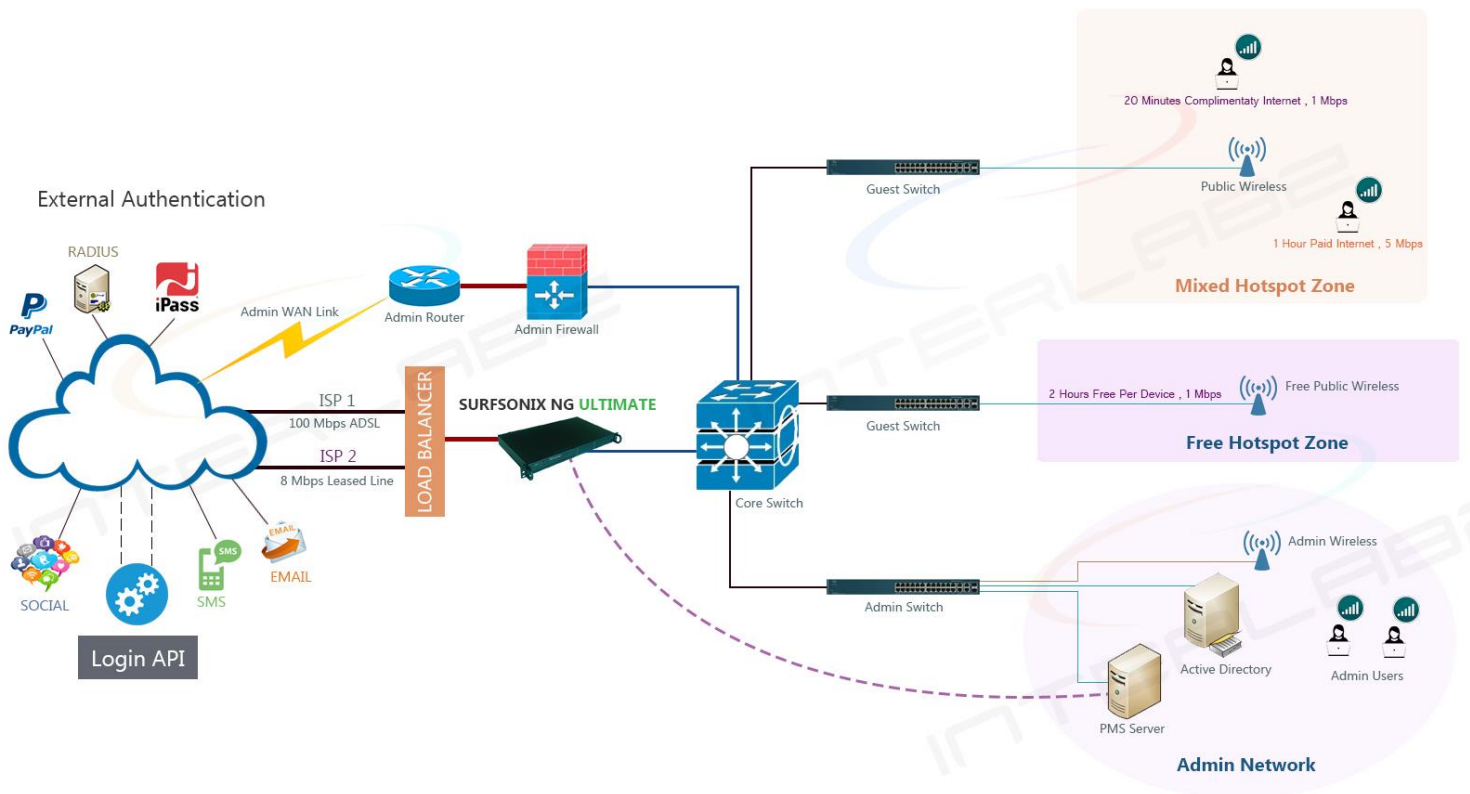 External Authentication
RADIUS
iPass
PayPal
Admin WAN Link
Admin Router
Admin Firewall
ISP 1
100 Mbps ADSL
ISP 2
8 Mbps Leased Line
LOAD BALANCER
SURFSONIX NG ULTIMATE
Core Switch
SOCIAL
Login API
SMS
SMS
EMAIL
EMAIL
Guest Switch
20 Minutes Complimentaty Internet , 1 Mbps
Public Wireless
1 Hour Paid Internet , 5 Mbps
Mixed Hotspot Zone
Guest Switch
2 Hours Free Per Device , 1 Mbps
Free Public Wireless
Free Hotspot Zone
Admin Switch
Admin Wireless
Active Directory
Admin Users
PMS Server
Admin Network